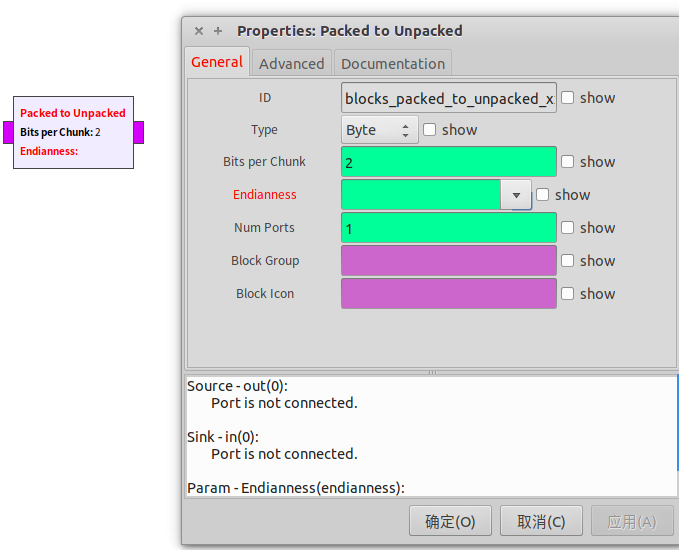 Properties: Packed to Unpacked
General
Advanced
Documentation
Packed to Unpacked
Bits per Chunk: 2
Endianness:
ID
blocks_packed_to_unpacked_x
show
Type
Byte
show
Bits per Chunk
2
show
Endianness
show
Num Ports
1
show
Block Group
show
Block Icon
show
Source - out(0):
Port is not connected.
Sink - in(0):
Port is not connected.
Param - Endianness(endianness):
确定(O)
取消(C)
应用(A)